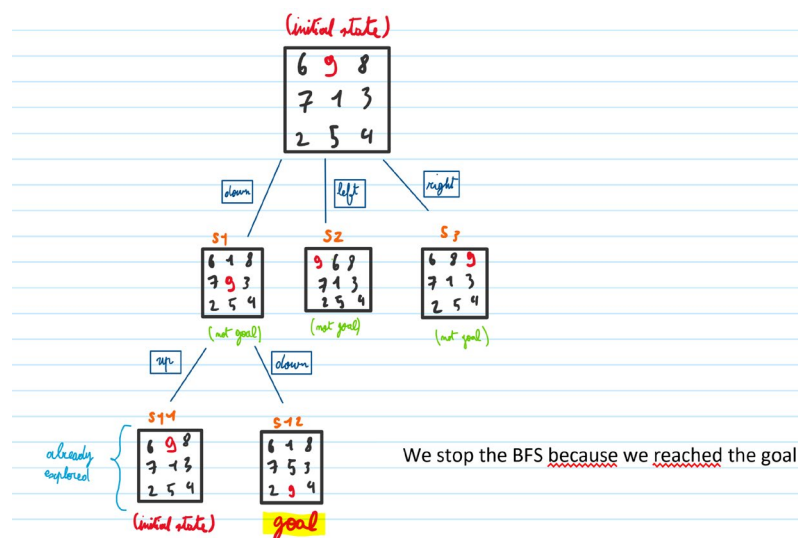 (initial state)
6 9 8
7 1 3
2 5 4
down
left
right
S1
S2
S3
6 1 8
7 9 3
2 5 4
9 6 8
7 1 3
2 5 4
6 8 9
7 1 3
2 5 4
(not goal)
(not goal)
(not goal)
up
down
S11
S12
already
explored
6 9 8
7 1 3
2 5 4
6 1 8
7 5 3
2 9 4
We stop the BFS because we reached the goal
(initial state)
goal